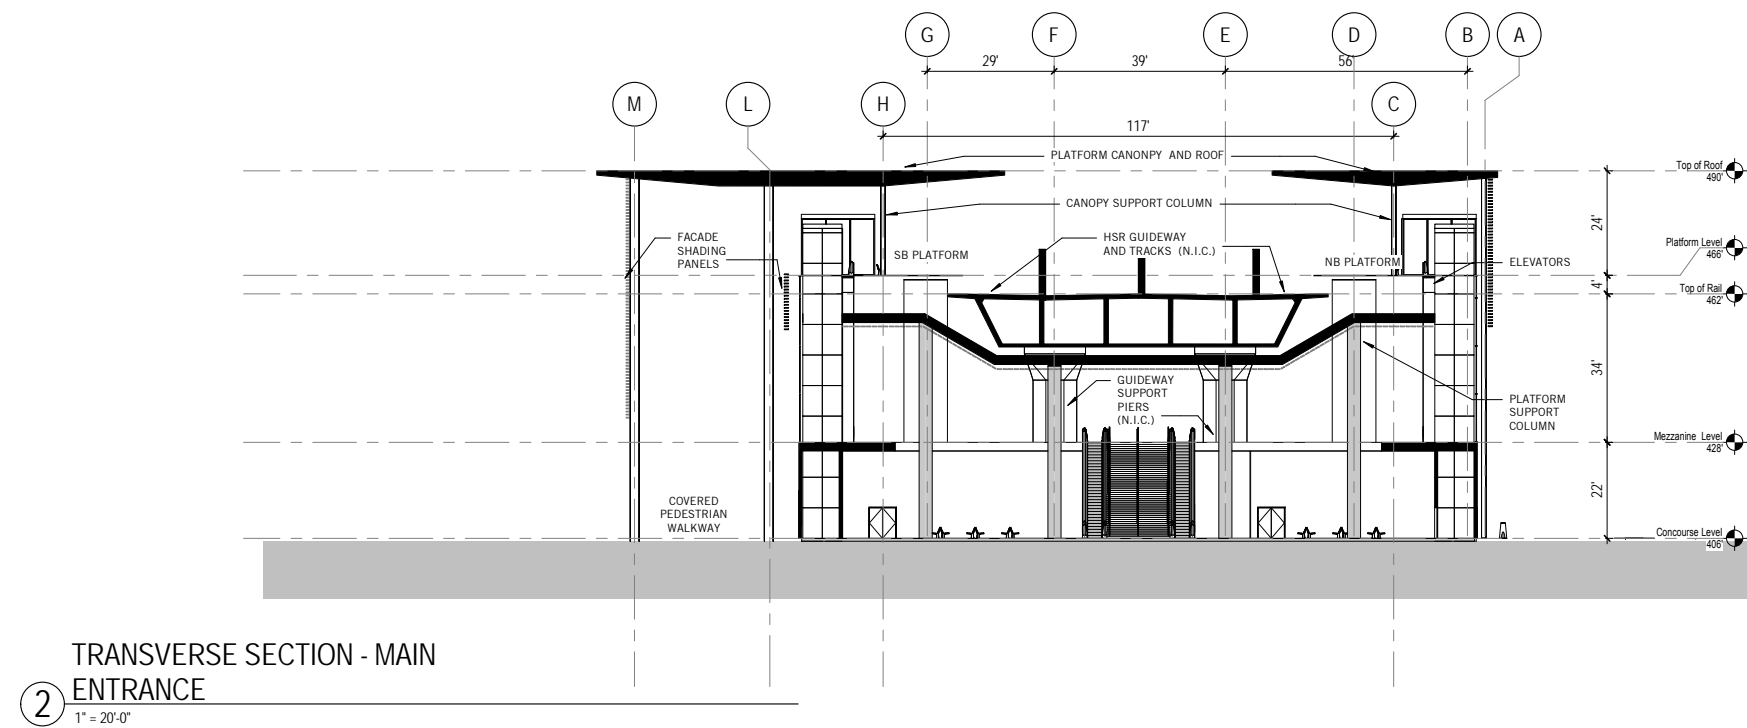 G F E D B A
29' 39' 56'
M L H C
117'
PLATFORM CANONPY AND ROOF
Top of Roof
490'
CANOPY SUPPORT COLUMN
24'
FACADE
SHADING
PANELS
SB PLATFORM
HSR GUIDEWAY
AND TRACKS (N.I.C.)
NB PLATFORM
ELEVATORS
Platform Level
466'
4'
Top of Rail
462'
34'
GUIDEWAY
SUPPORT
PIERS
(N.I.C.)
PLATFORM
SUPPORT
COLUMN
Mezzanine Level
428'
22'
COVERED
PEDESTRIAN
WALKWAY
Concourse Level
406'
TRANSVERSE SECTION - MAIN
ENTRANCE
2
1" = 20'-0"